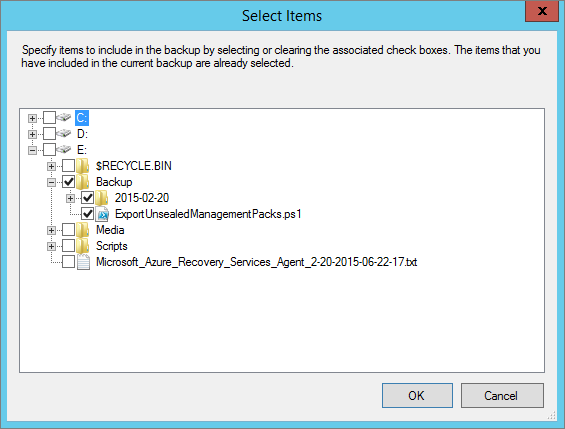 Select Items
Specify items to include in the backup by selecting or clearing the associated check boxes. The items that you
have included in the current backup are already selected.
C:
D:
E:
$RECYCLE.BIN
Backup
2015-02-20
ExportUnsealedManagementPacks.ps1
Media
Scripts
Microsoft_Azure_Recovery_Services_Agent_2-20-2015-06-22-17.txt
OK
Cancel